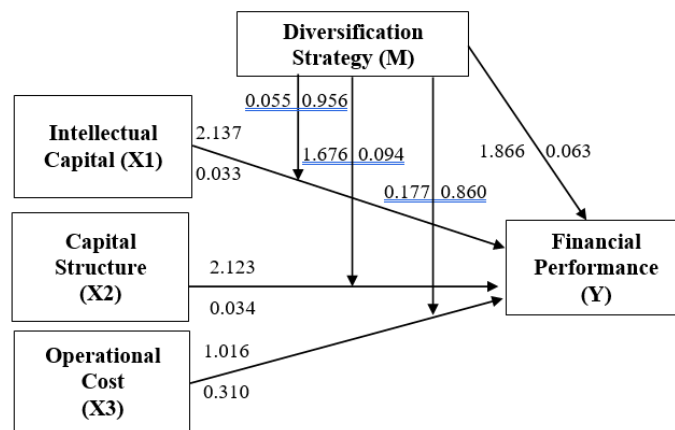 Diversification
Strategy (M)
0.055 0.956
Intellectual
Capital (X1)
2.137
0.033
1.676 0.094
1.866 0.063
0.177 0.860
Capital
Structure
(X2)
2.123
0.034
Financial
Performance
(Y)
Operational
Cost
(X3)
1.016
0.310